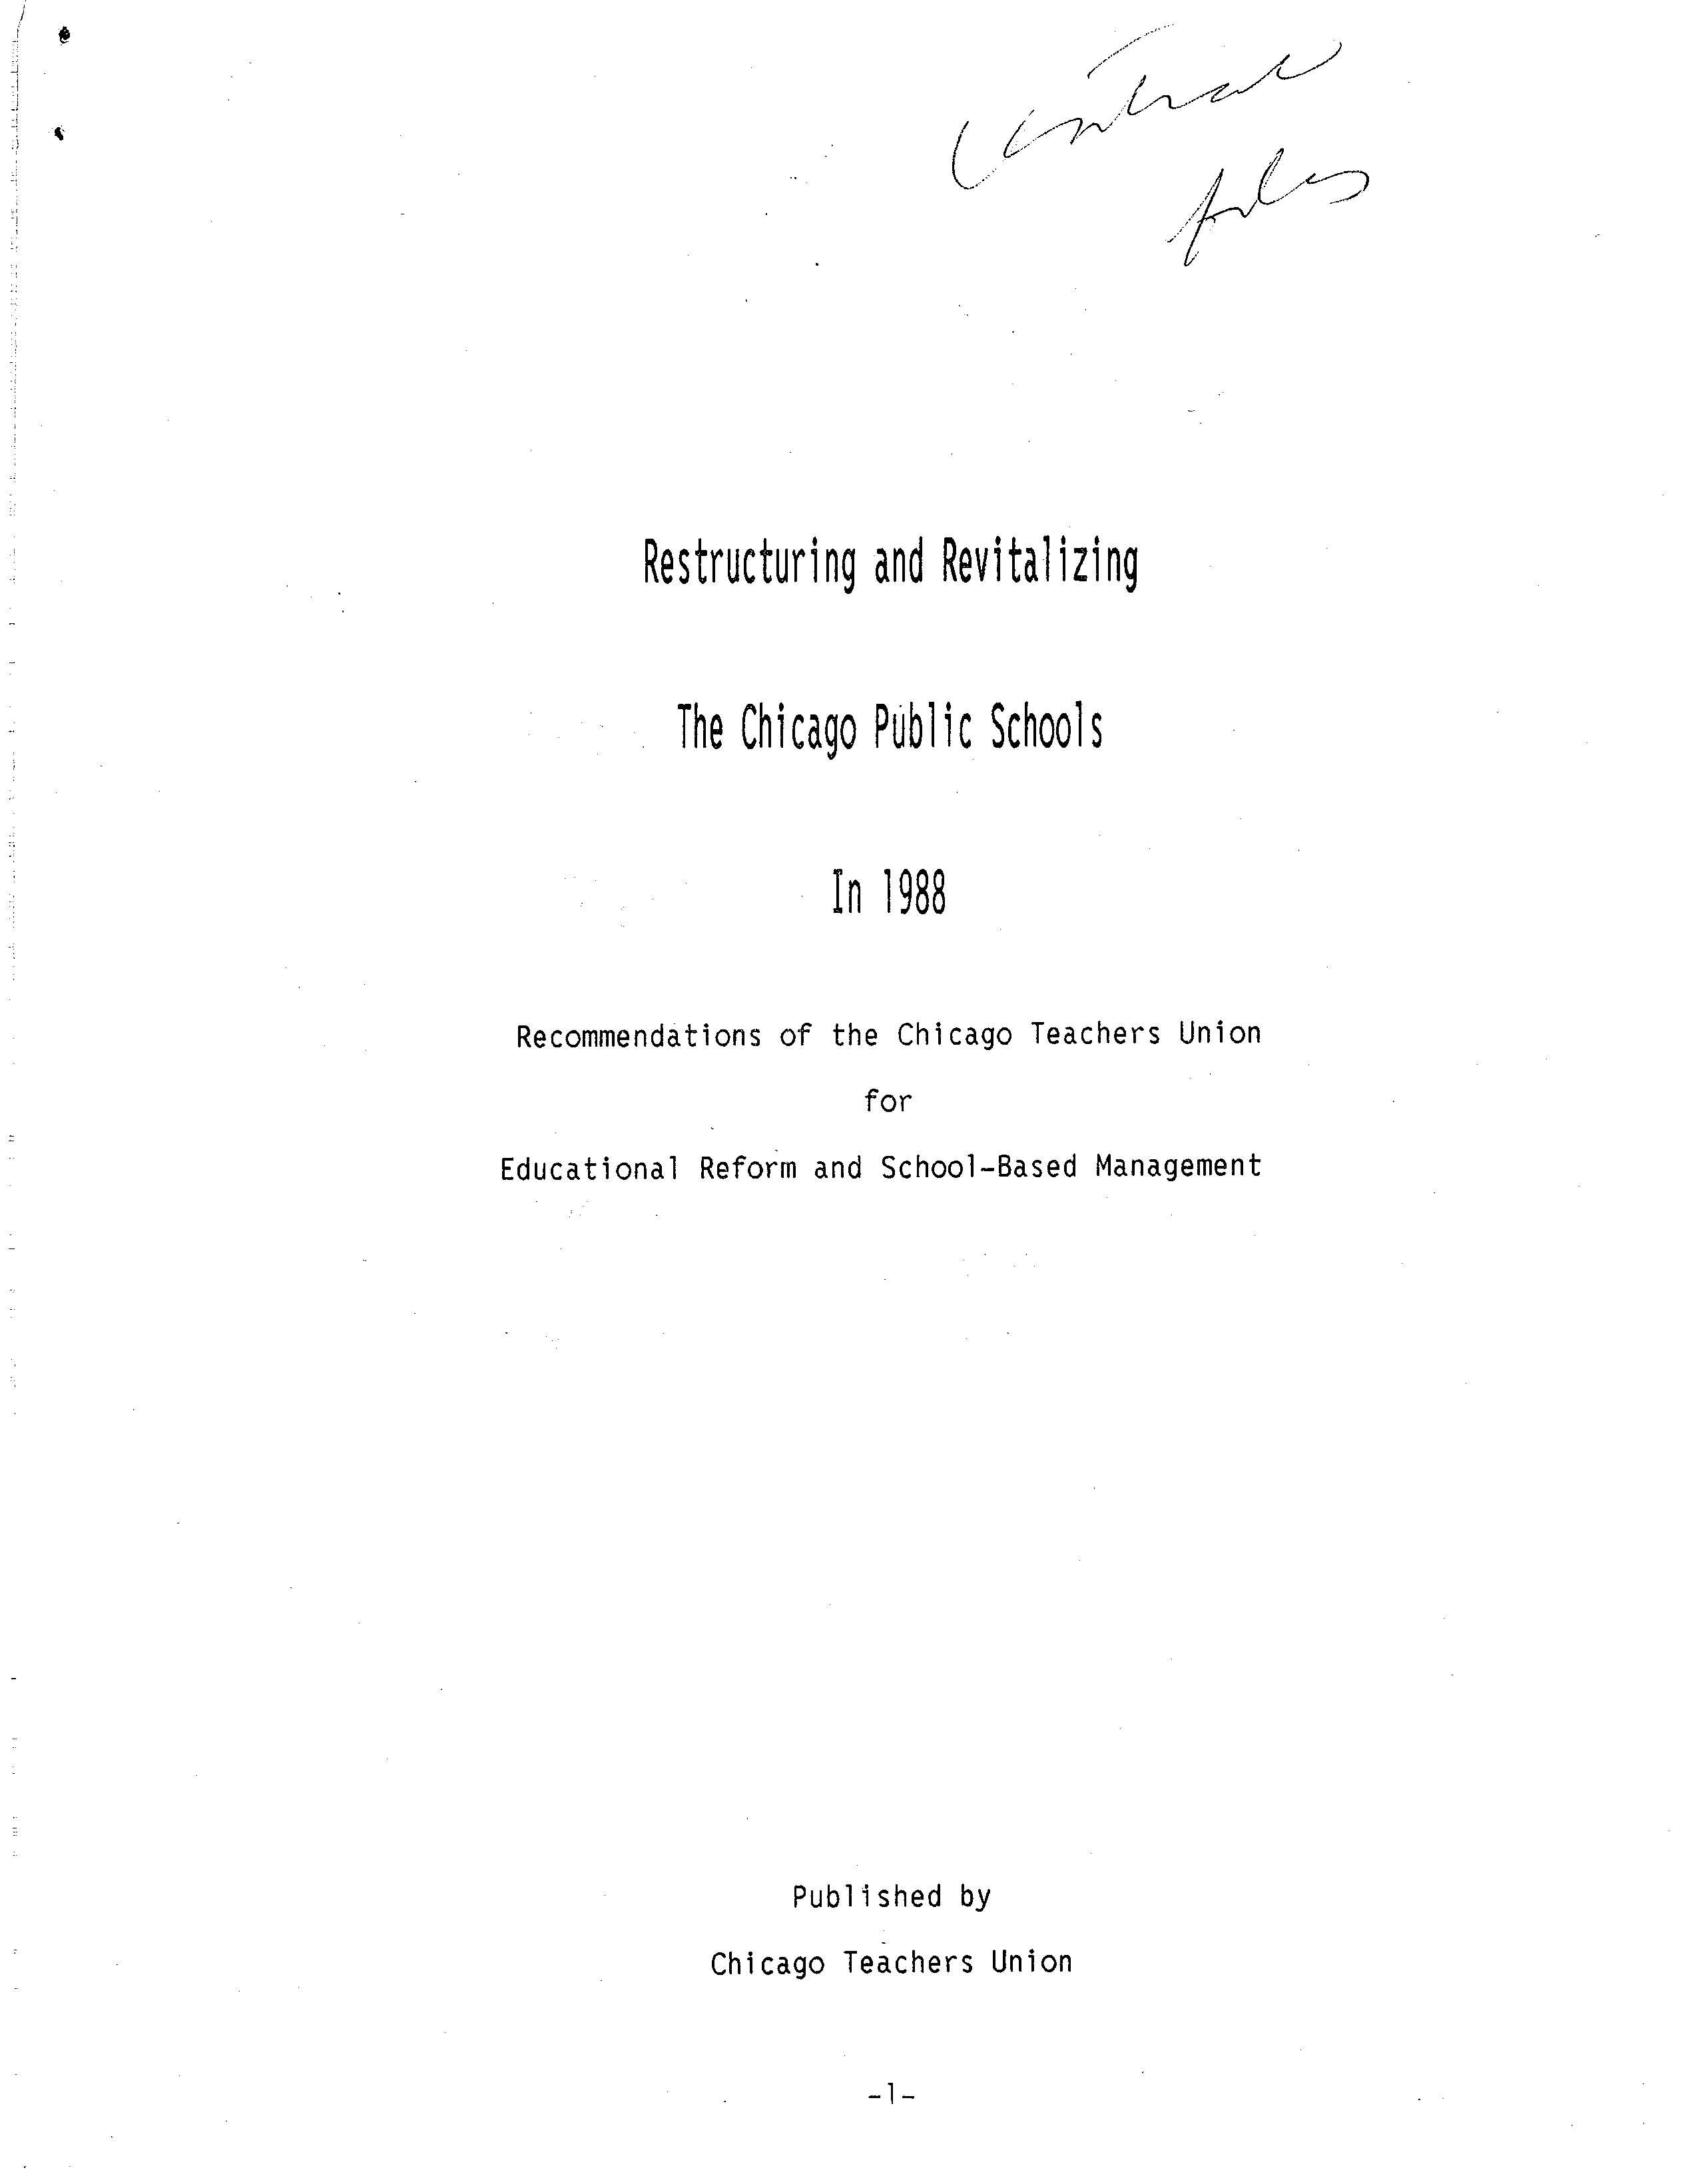 Central
files
Restructuring and Revitalizing
The Chicago Public Schools
In 1988
Recommendations of the Chicago Teachers Union
for
Educational Reform and School-Based Management
Published by
Chicago Teachers Union
-1-